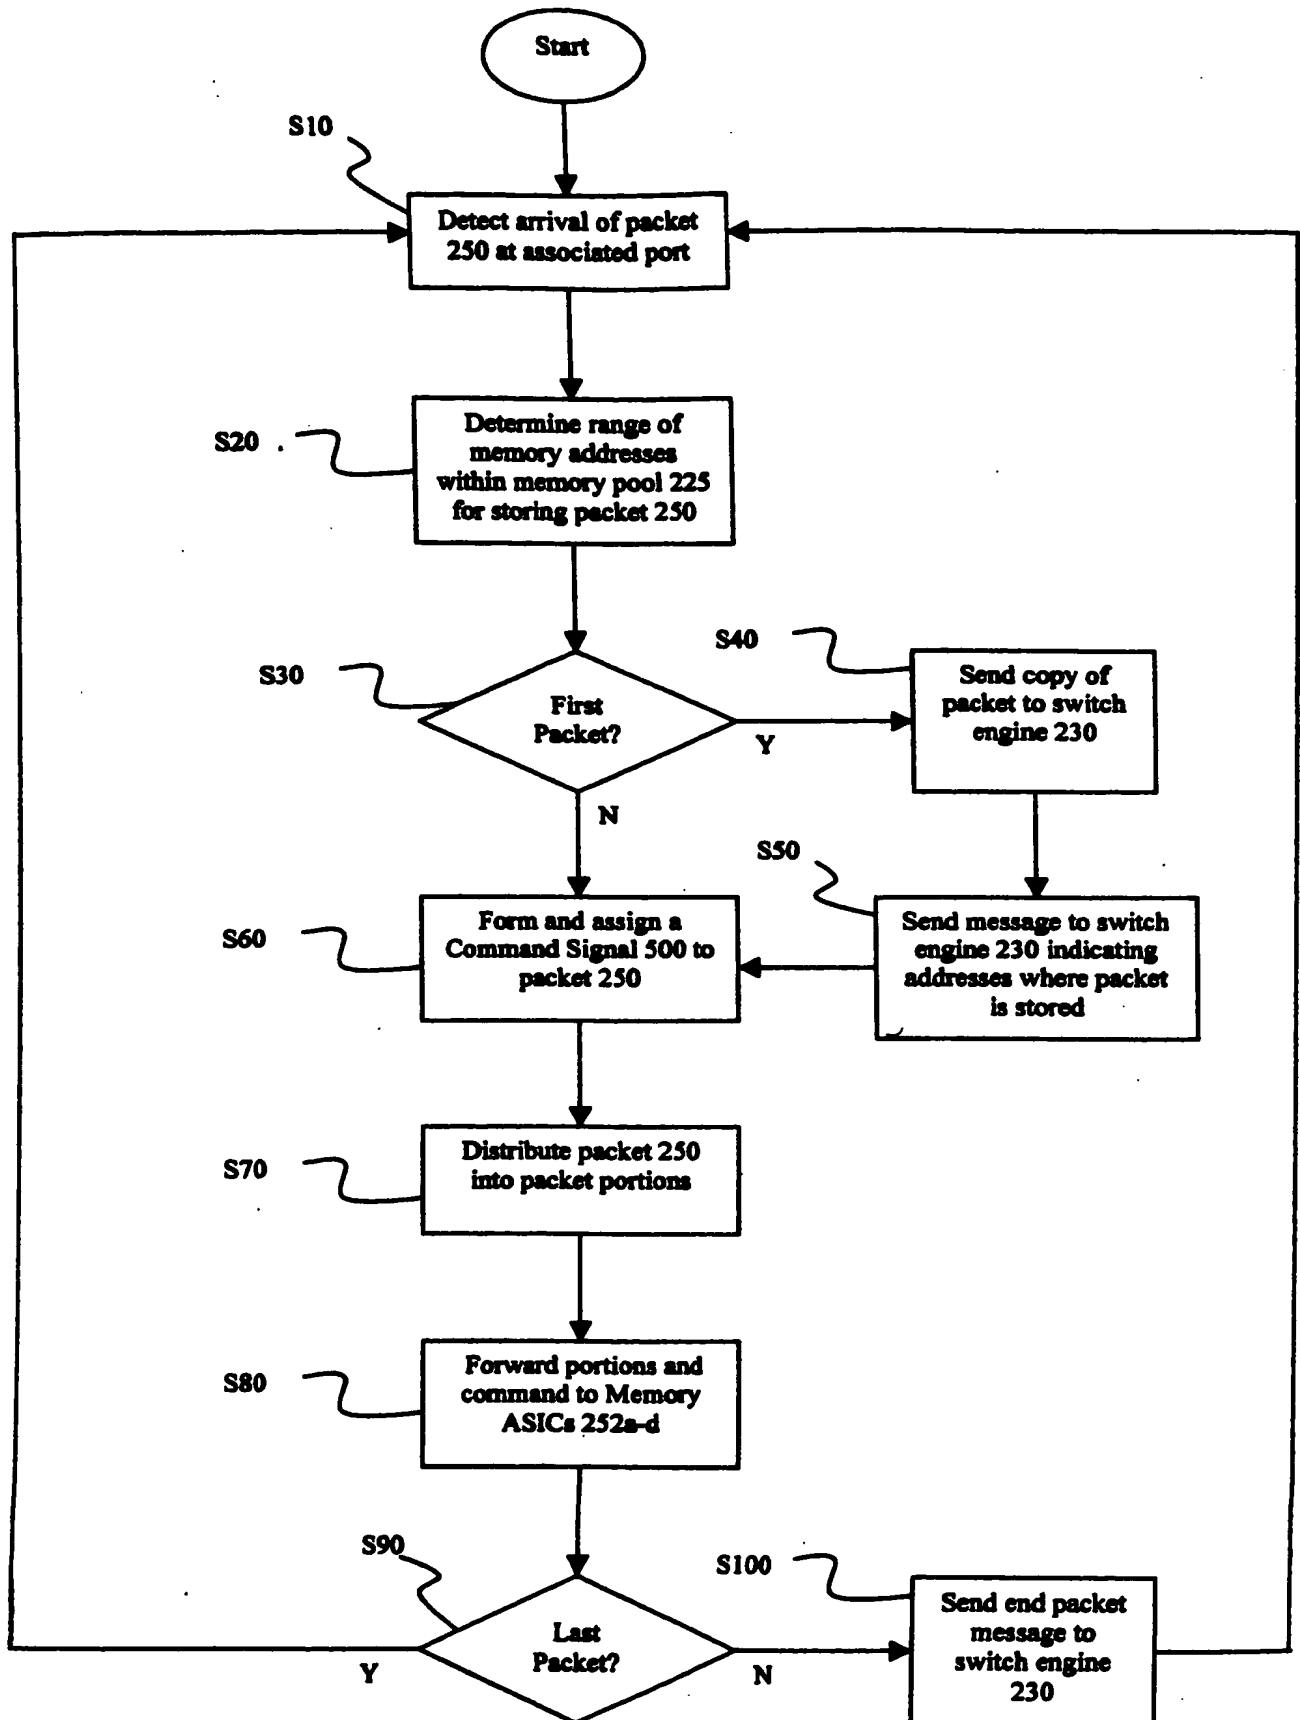 Start
S10
Detect arrival of packet
250 at associated port
S20
Determine range of
memory addresses
within memory pool 225
for storing packet 250
S30
First
Packet?
Y
N
S40
Send copy of
packet to switch
engine 230
S50
Send message to switch
engine 230 indicating
addresses where packet
is stored
S60
Form and assign a
Command Signal 500 to
packet 250
S70
Distribute packet 250
into packet portions
S80
Forward portions and
command to Memory
ASICs 252a-d
S90
Last
Packet?
Y
N
S100
Send end packet
message to
switch engine
230